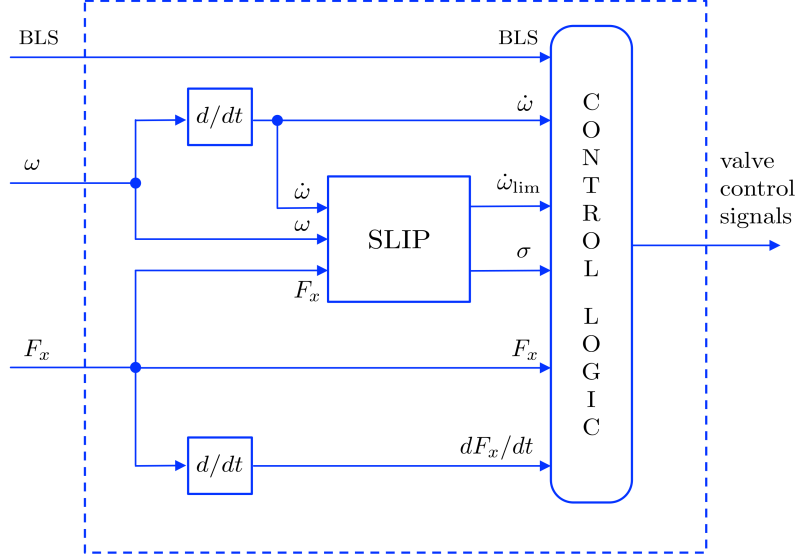 BLS
BLS
d/dt
ω̇
ω
ω̇
ω̇lim
valve
control
signals
ω
SLIP
σ
Fx
Fx
Fx
dFx/dt
d/dt
C
O
N
T
R
O
L
L
O
G
I
C